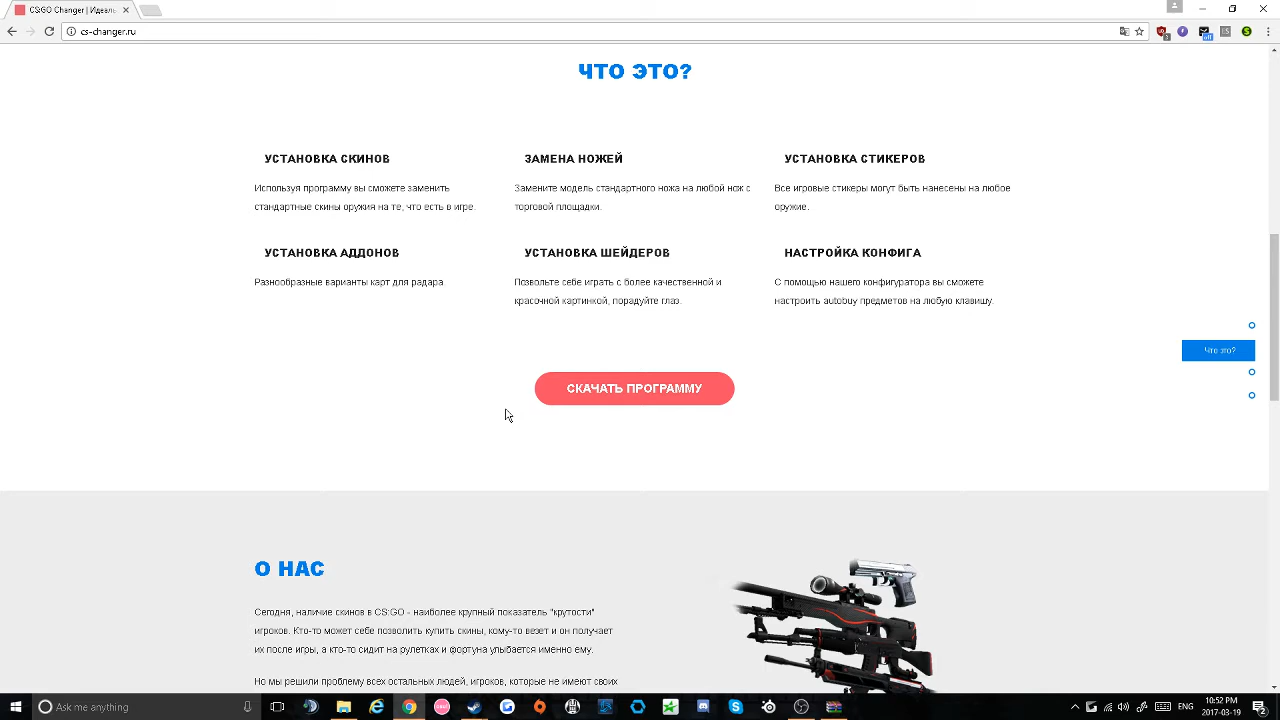 CS:GO Changer | Идеаль
cs-changer.ru
ЧТО ЭТО?
УСТАНОВКА СКИНОВ
Используя программу вы сможете заменить
стандартные скины оружия на те, что есть в игре.
ЗАМЕНА НОЖЕЙ
Замените модель стандартного ножа на любой нож с
торговой площадки.
УСТАНОВКА СТИКЕРОВ
Все игровые стикеры могут быть нанесены на любое
оружие.
УСТАНОВКА АДДОНОВ
Разнообразные варианты карт для радара.
УСТАНОВКА ШЕЙДЕРОВ
Позвольте себе играть с более качественной и
красочной картинкой, порадуйте глаз.
НАСТРОЙКА КОНФИГА
С помощью нашего конфигуратора вы сможете
настроить autobuy предметов на любую клавишу.
Что это?
СКАЧАТЬ ПРОГРАММУ
О НАС
Сегодня, наличие скинов в CS:GO - наиболее крупный показатель "крутости"
игроков. Кто-то может себе позволить купить скины, кому-то везет и он получает
их после игры, а кто-то сидит на рулетках и фортуна улыбается именно ему.
Но мы решили проблему всех остальных людей, игроков, которые не имеют своих
Ask me anything
ENG
10:52 PM
2017-03-19